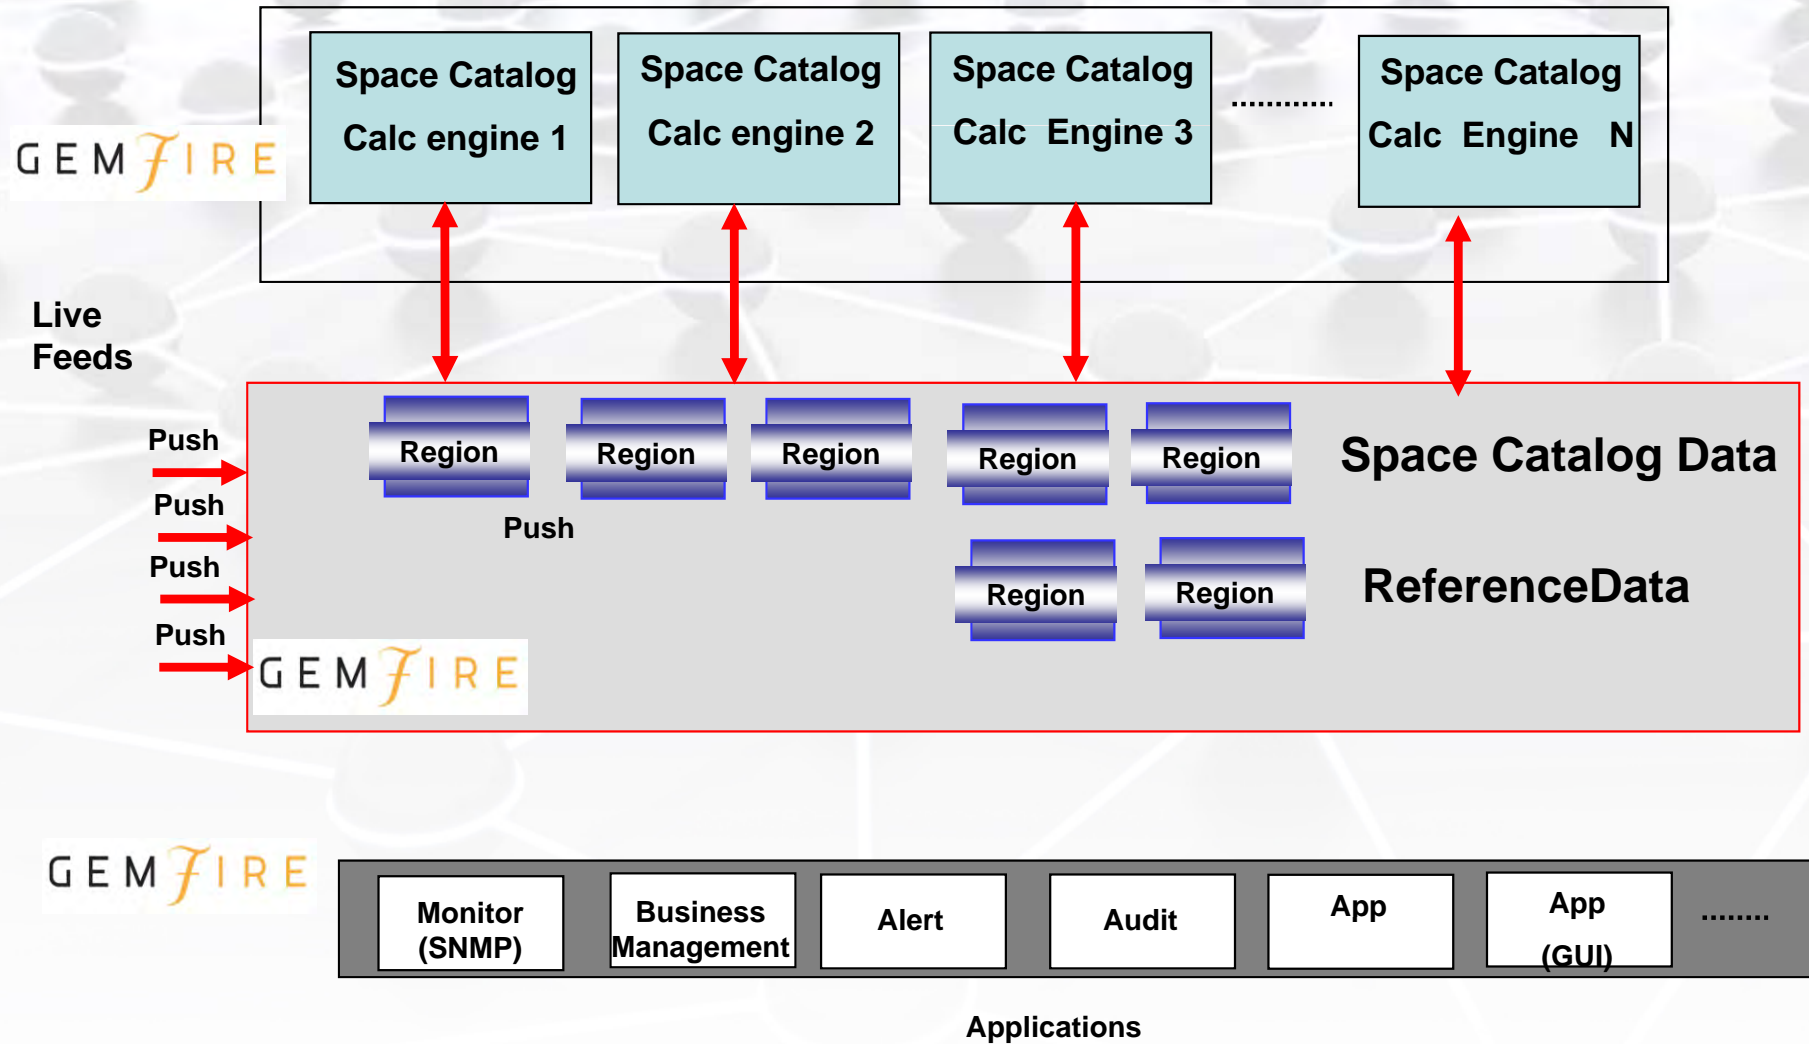 Space Catalog
Calc engine 1
Space Catalog
Calc engine 2
Space Catalog
Calc Engine 3
............
Space Catalog
Calc Engine N
GEMFIRE
Live
Feeds
Push
Push
Push
Push
Region
Region
Region
Region
Region
Space Catalog Data
Push
Region
Region
ReferenceData
GEMFIRE
GEMFIRE
Monitor
(SNMP)
Business
Management
Alert
Audit
App
App
(GUI)
........
Applications